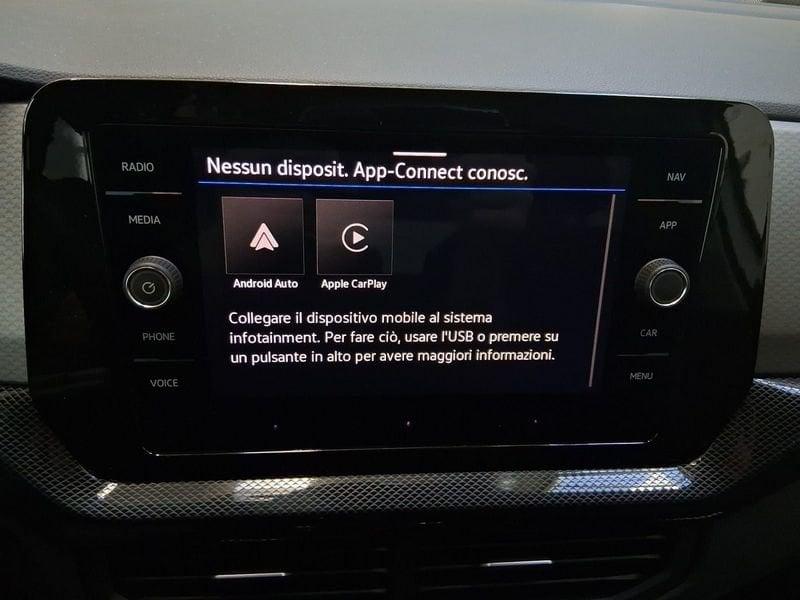 Nessun disposit. App-Connect conosc.
RADIO
MEDIA
PHONE
VOICE
NAV
APP
CAR
MENU
Android Auto
Apple CarPlay
Collegare il dispositivo mobile al sistema
infotainment. Per fare ciò, usare l'USB o premere su
un pulsante in alto per avere maggiori informazioni.